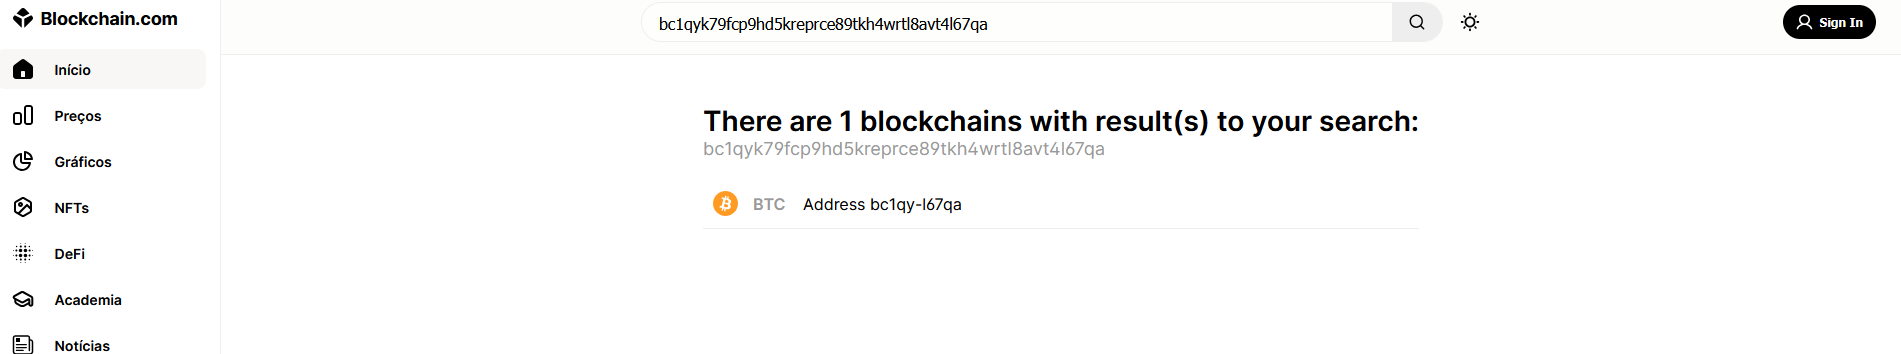 Blockchain.com
bc1qyk79fcp9hd5kreprce89tkh4wrtl8avt4l67qa
Sign In
Início
Preços
Gráficos
NFTs
DeFi
Academia
Notícias
There are 1 blockchains with result(s) to your search:
bc1qyk79fcp9hd5kreprce89tkh4wrtl8avt4l67qa
BTC Address bc1qy-l67qa